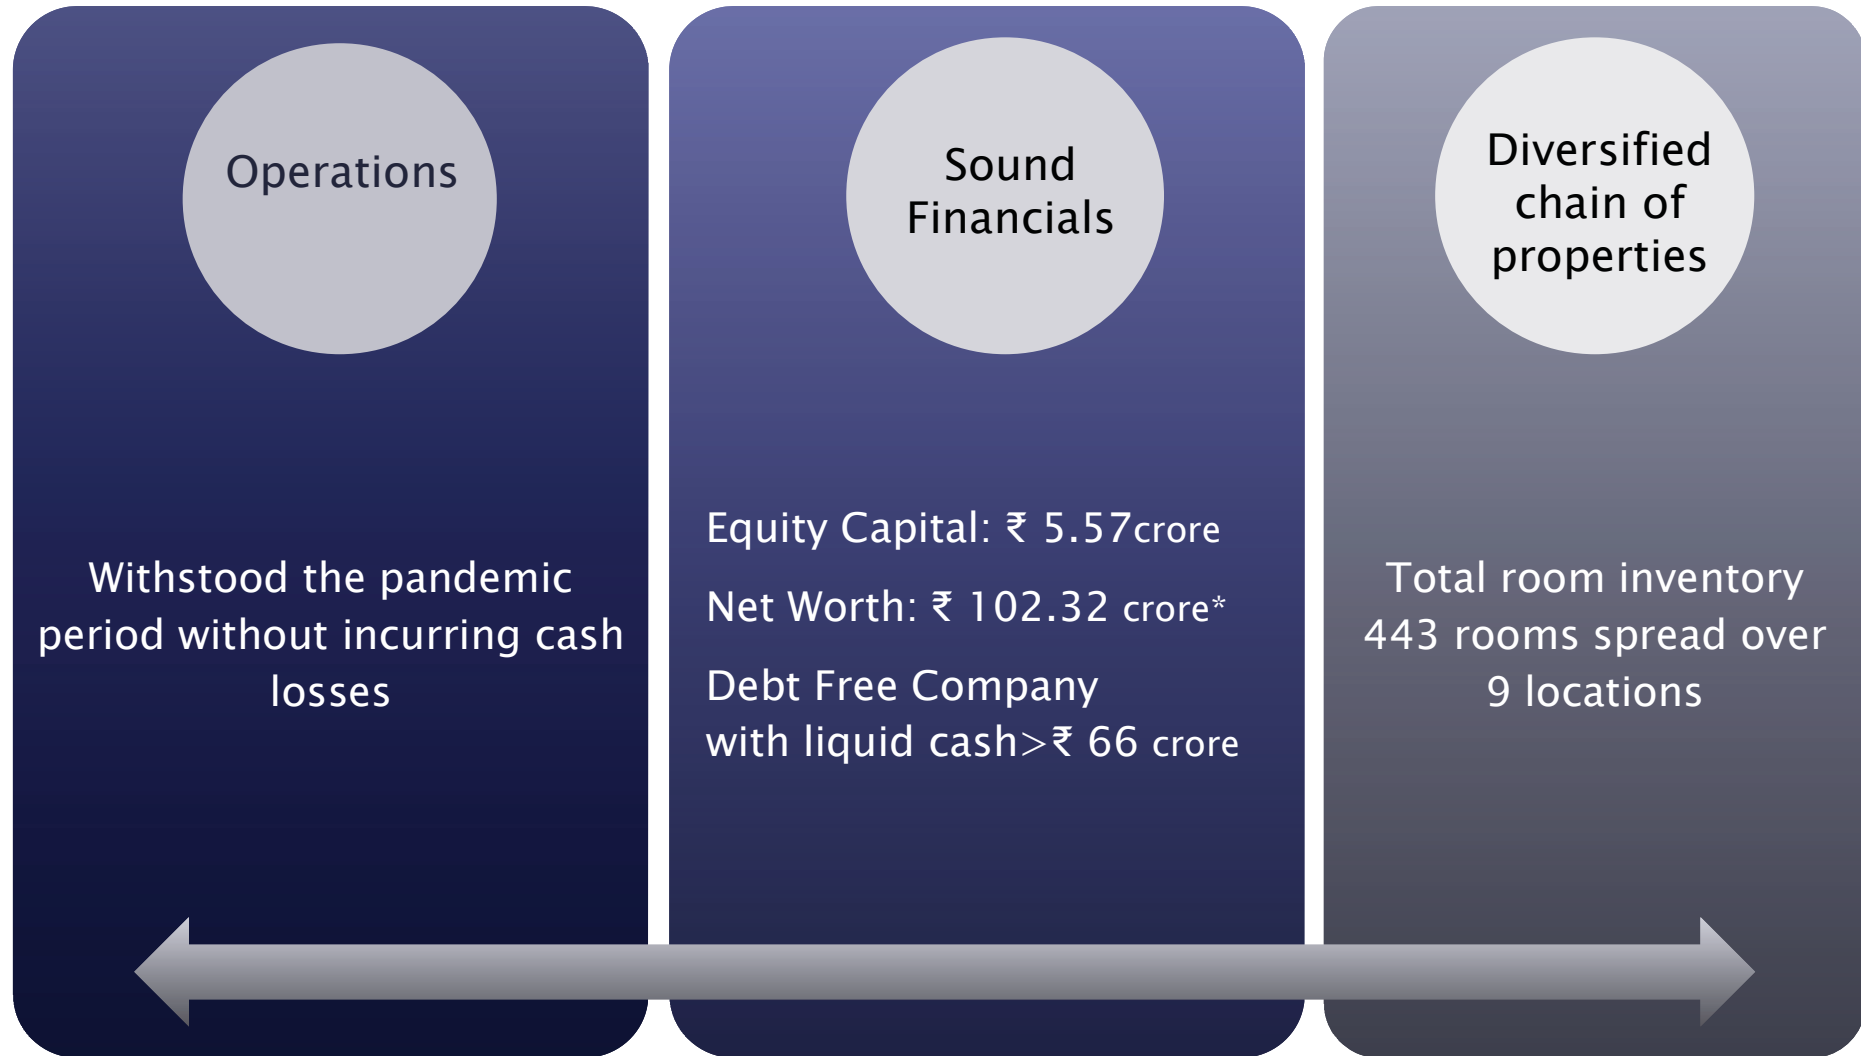 Operations
Withstood the pandemic
period without incurring cash
losses
Sound
Financials
Equity Capital: ₹ 5.57crore
Net Worth: ₹ 102.32 crore*
Debt Free Company
with liquid cash>₹ 66 crore
Diversified
chain of
properties
Total room inventory
443 rooms spread over
9 locations